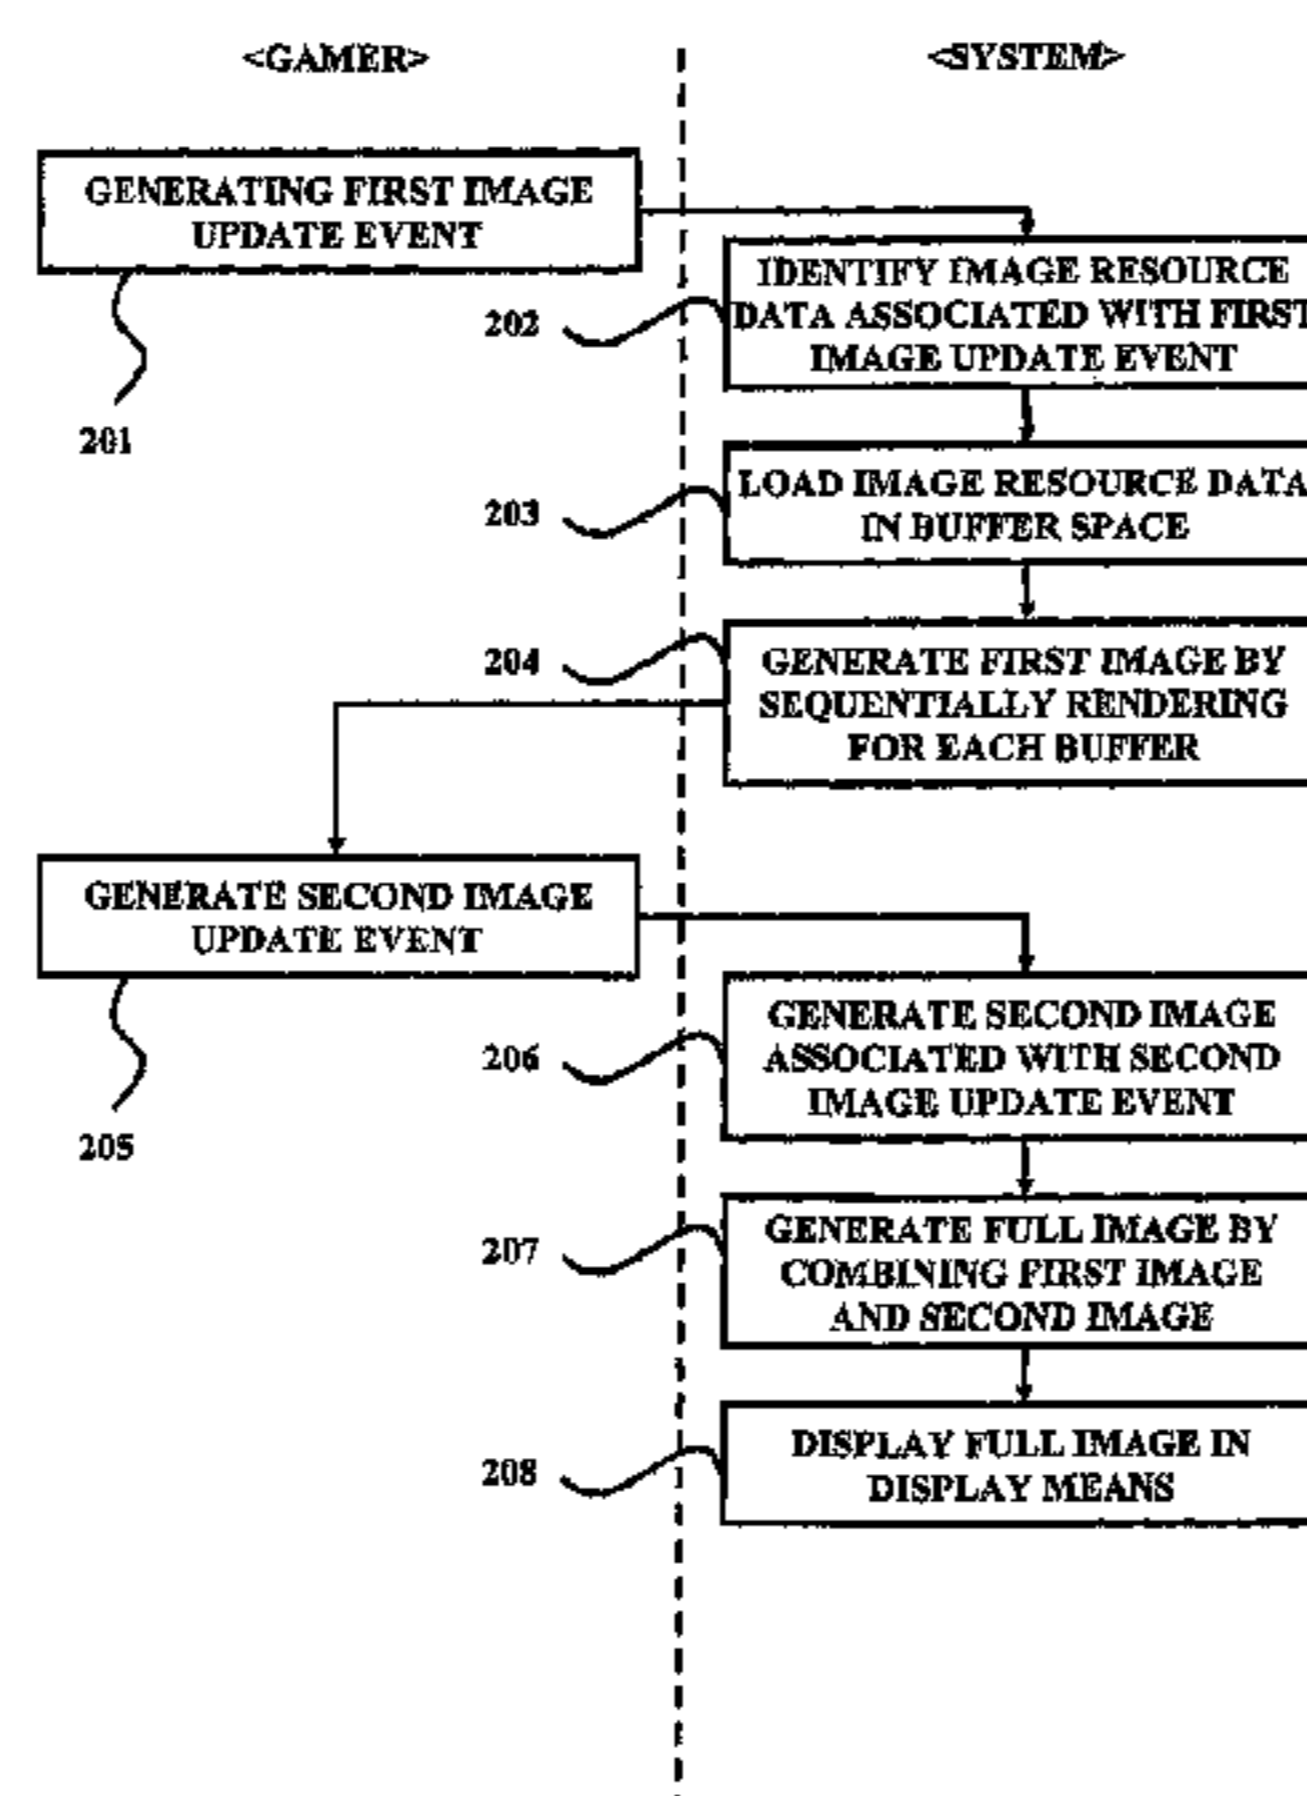 <GAMER>
<SYSTEM>
GENERATING FIRST IMAGE
UPDATE EVENT
201
IDENTIFY IMAGE RESOURCE
DATA ASSOCIATED WITH FIRST
IMAGE UPDATE EVENT
202
LOAD IMAGE RESOURCE DATA
IN BUFFER SPACE
203
GENERATE FIRST IMAGE BY
SEQUENTIALLY RENDERING
FOR EACH BUFFER
204
GENERATE SECOND IMAGE
UPDATE EVENT
205
GENERATE SECOND IMAGE
ASSOCIATED WITH SECOND
IMAGE UPDATE EVENT
206
GENERATE FULL IMAGE BY
COMBINING FIRST IMAGE
AND SECOND IMAGE
207
DISPLAY FULL IMAGE IN
DISPLAY MEANS
208